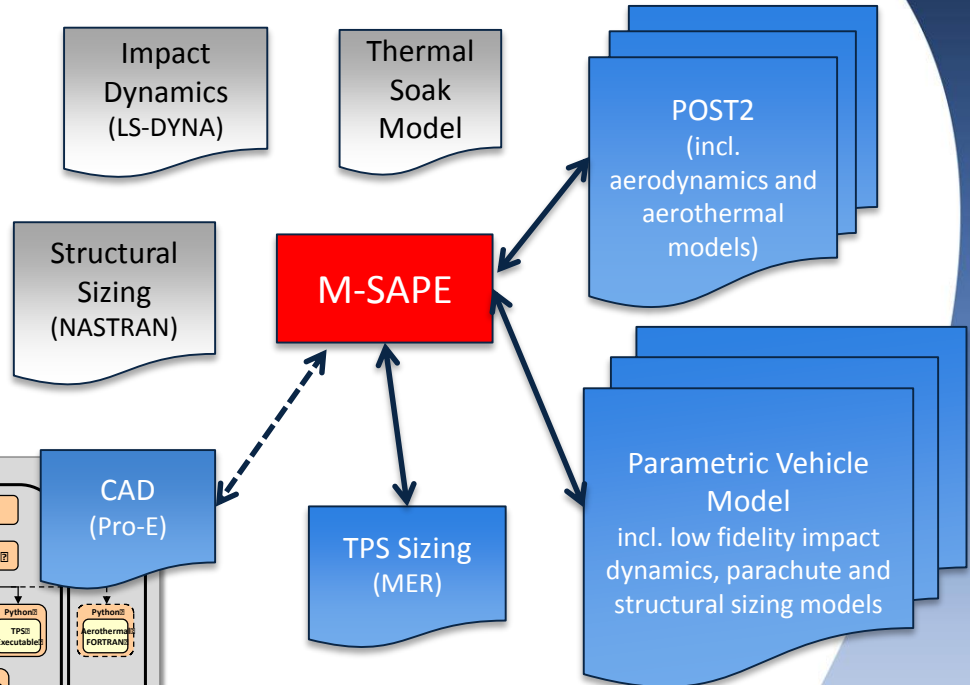 Impact
Dynamics
(LS-DYNA)
Thermal
Soak
Model
POST2
(incl.
aerodynamics and
aerothermal
models)
Structural
Sizing
(NASTRAN)
M-SAPE
CAD
(Pro-E)
TPS Sizing
(MER)
Parametric Vehicle
Model
incl. low fidelity impact
dynamics, parachute and
structural sizing models
Python
TPS
Executable
Python
Aerothermal
FORTRAN